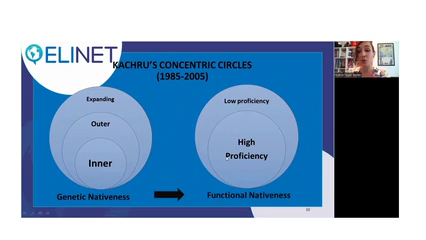 ELINET
KACHRU'S CONCENTRIC CIRCLES
(1985-2005)
Expanding
Outer
Inner
Low proficiency
High
Proficiency
Genetic Nativeness
Functional Nativeness